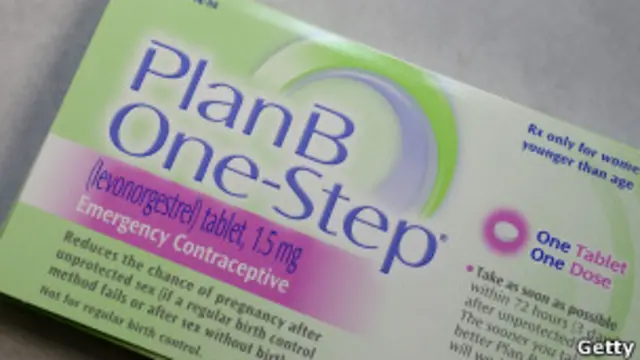 Plan B
One-Step®
(levonorgestrel) tablet, 1.5 mg
Emergency Contraceptive
Reduces the chance of pregnancy after
unprotected sex (if a regular birth control
method fails or after sex without
Not for regular birth control.
Rx only for
younger than age
One Tablet
One Dose
• Take as soon as possible
within 72 hours (3
after unprotected
The sooner
better
will
Getty